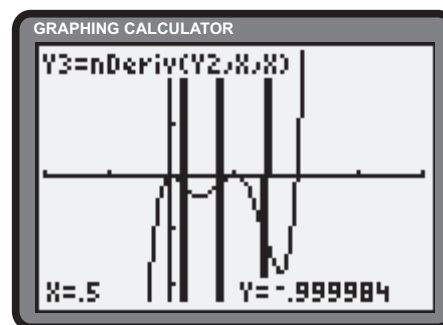 GRAPHING CALCULATOR
Y3=nDeriv(Y2,X,X)
X=.5 Y=-.999984